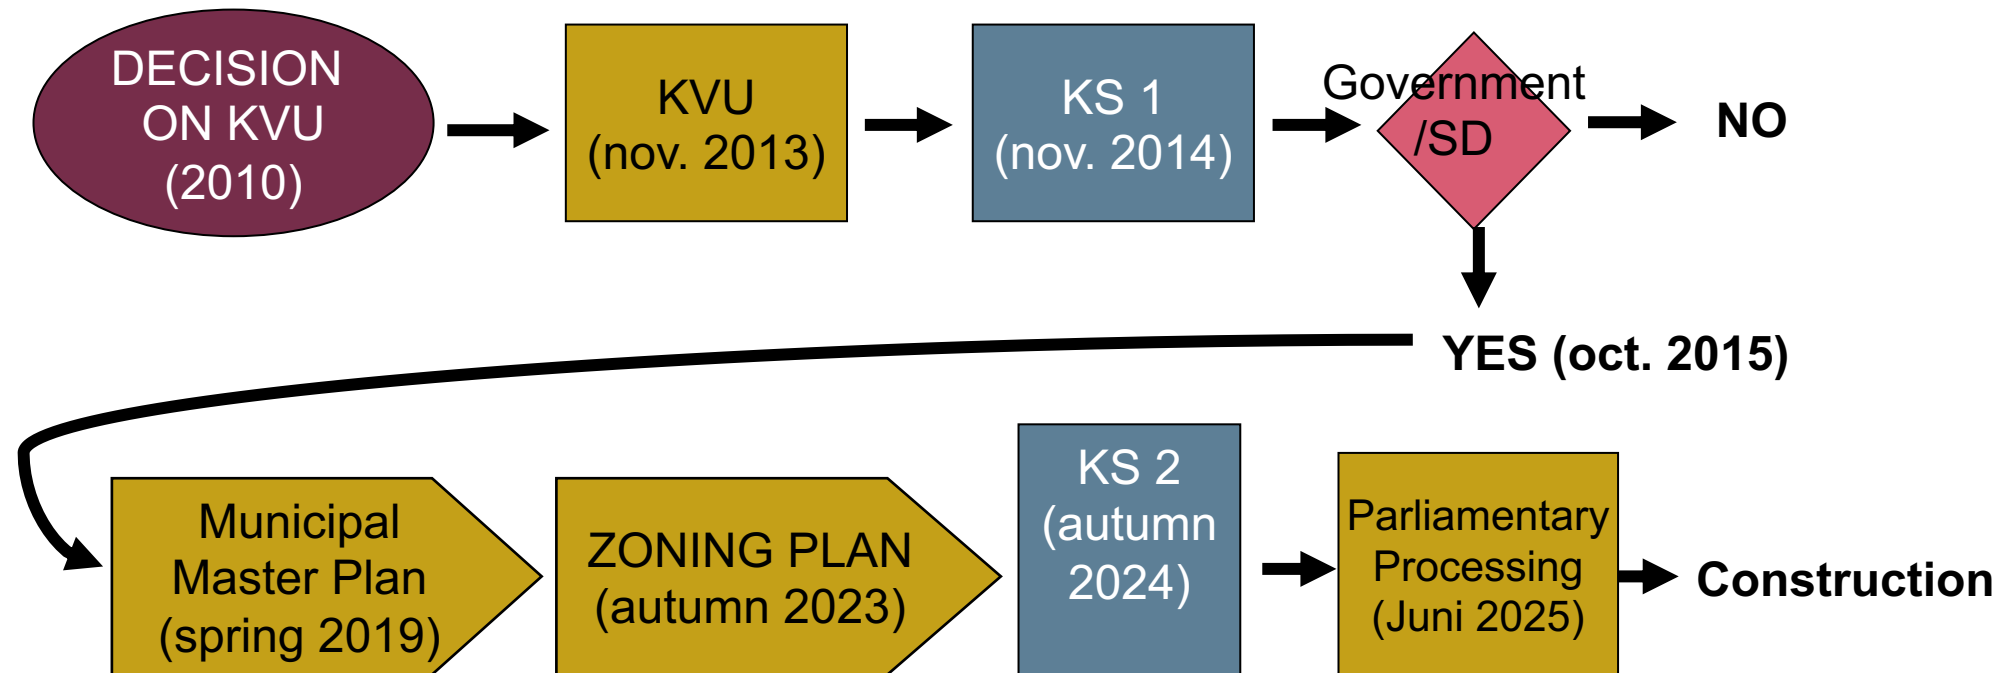 DECISION
ON KVU
(2010)
KVU
(nov. 2013)
KS 1
(nov. 2014)
Government
/SD
NO
YES (oct. 2015)
Municipal
Master Plan
(spring 2019)
ZONING PLAN
(autumn 2023)
KS 2
(autumn
2024)
Parliamentary
Processing
(Juni 2025)
Construction